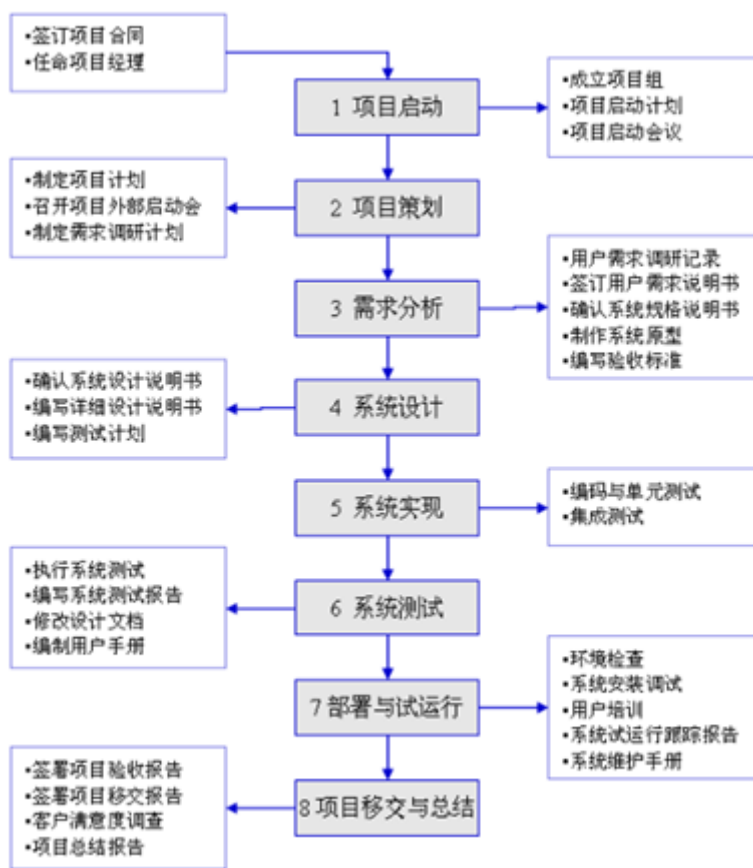 •签订项目合同
•任命项目经理
1 项目启动
•成立项目组
•项目启动计划
•项目启动会议
•制定项目计划
•召开项目外部启动会
•制定需求调研计划
2 项目策划
3 需求分析
•用户需求调研记录
•签订用户需求说明书
•确认系统规格说明书
•制作系统原型
•编写验收标准
•确认系统设计说明书
•编写详细设计说明书
•编写测试计划
4 系统设计
5 系统实现
•编码与单元测试
•集成测试
•执行系统测试
•编写系统测试报告
•修改设计文档
•编制用户手册
6 系统测试
7 部署与试运行
•环境检查
•系统安装调试
•用户培训
•系统试运行跟踪报告
•系统维护手册
•签署项目验收报告
•签署项目移交报告
•客户满意度调查
•项目总结报告
8 项目移交与总结